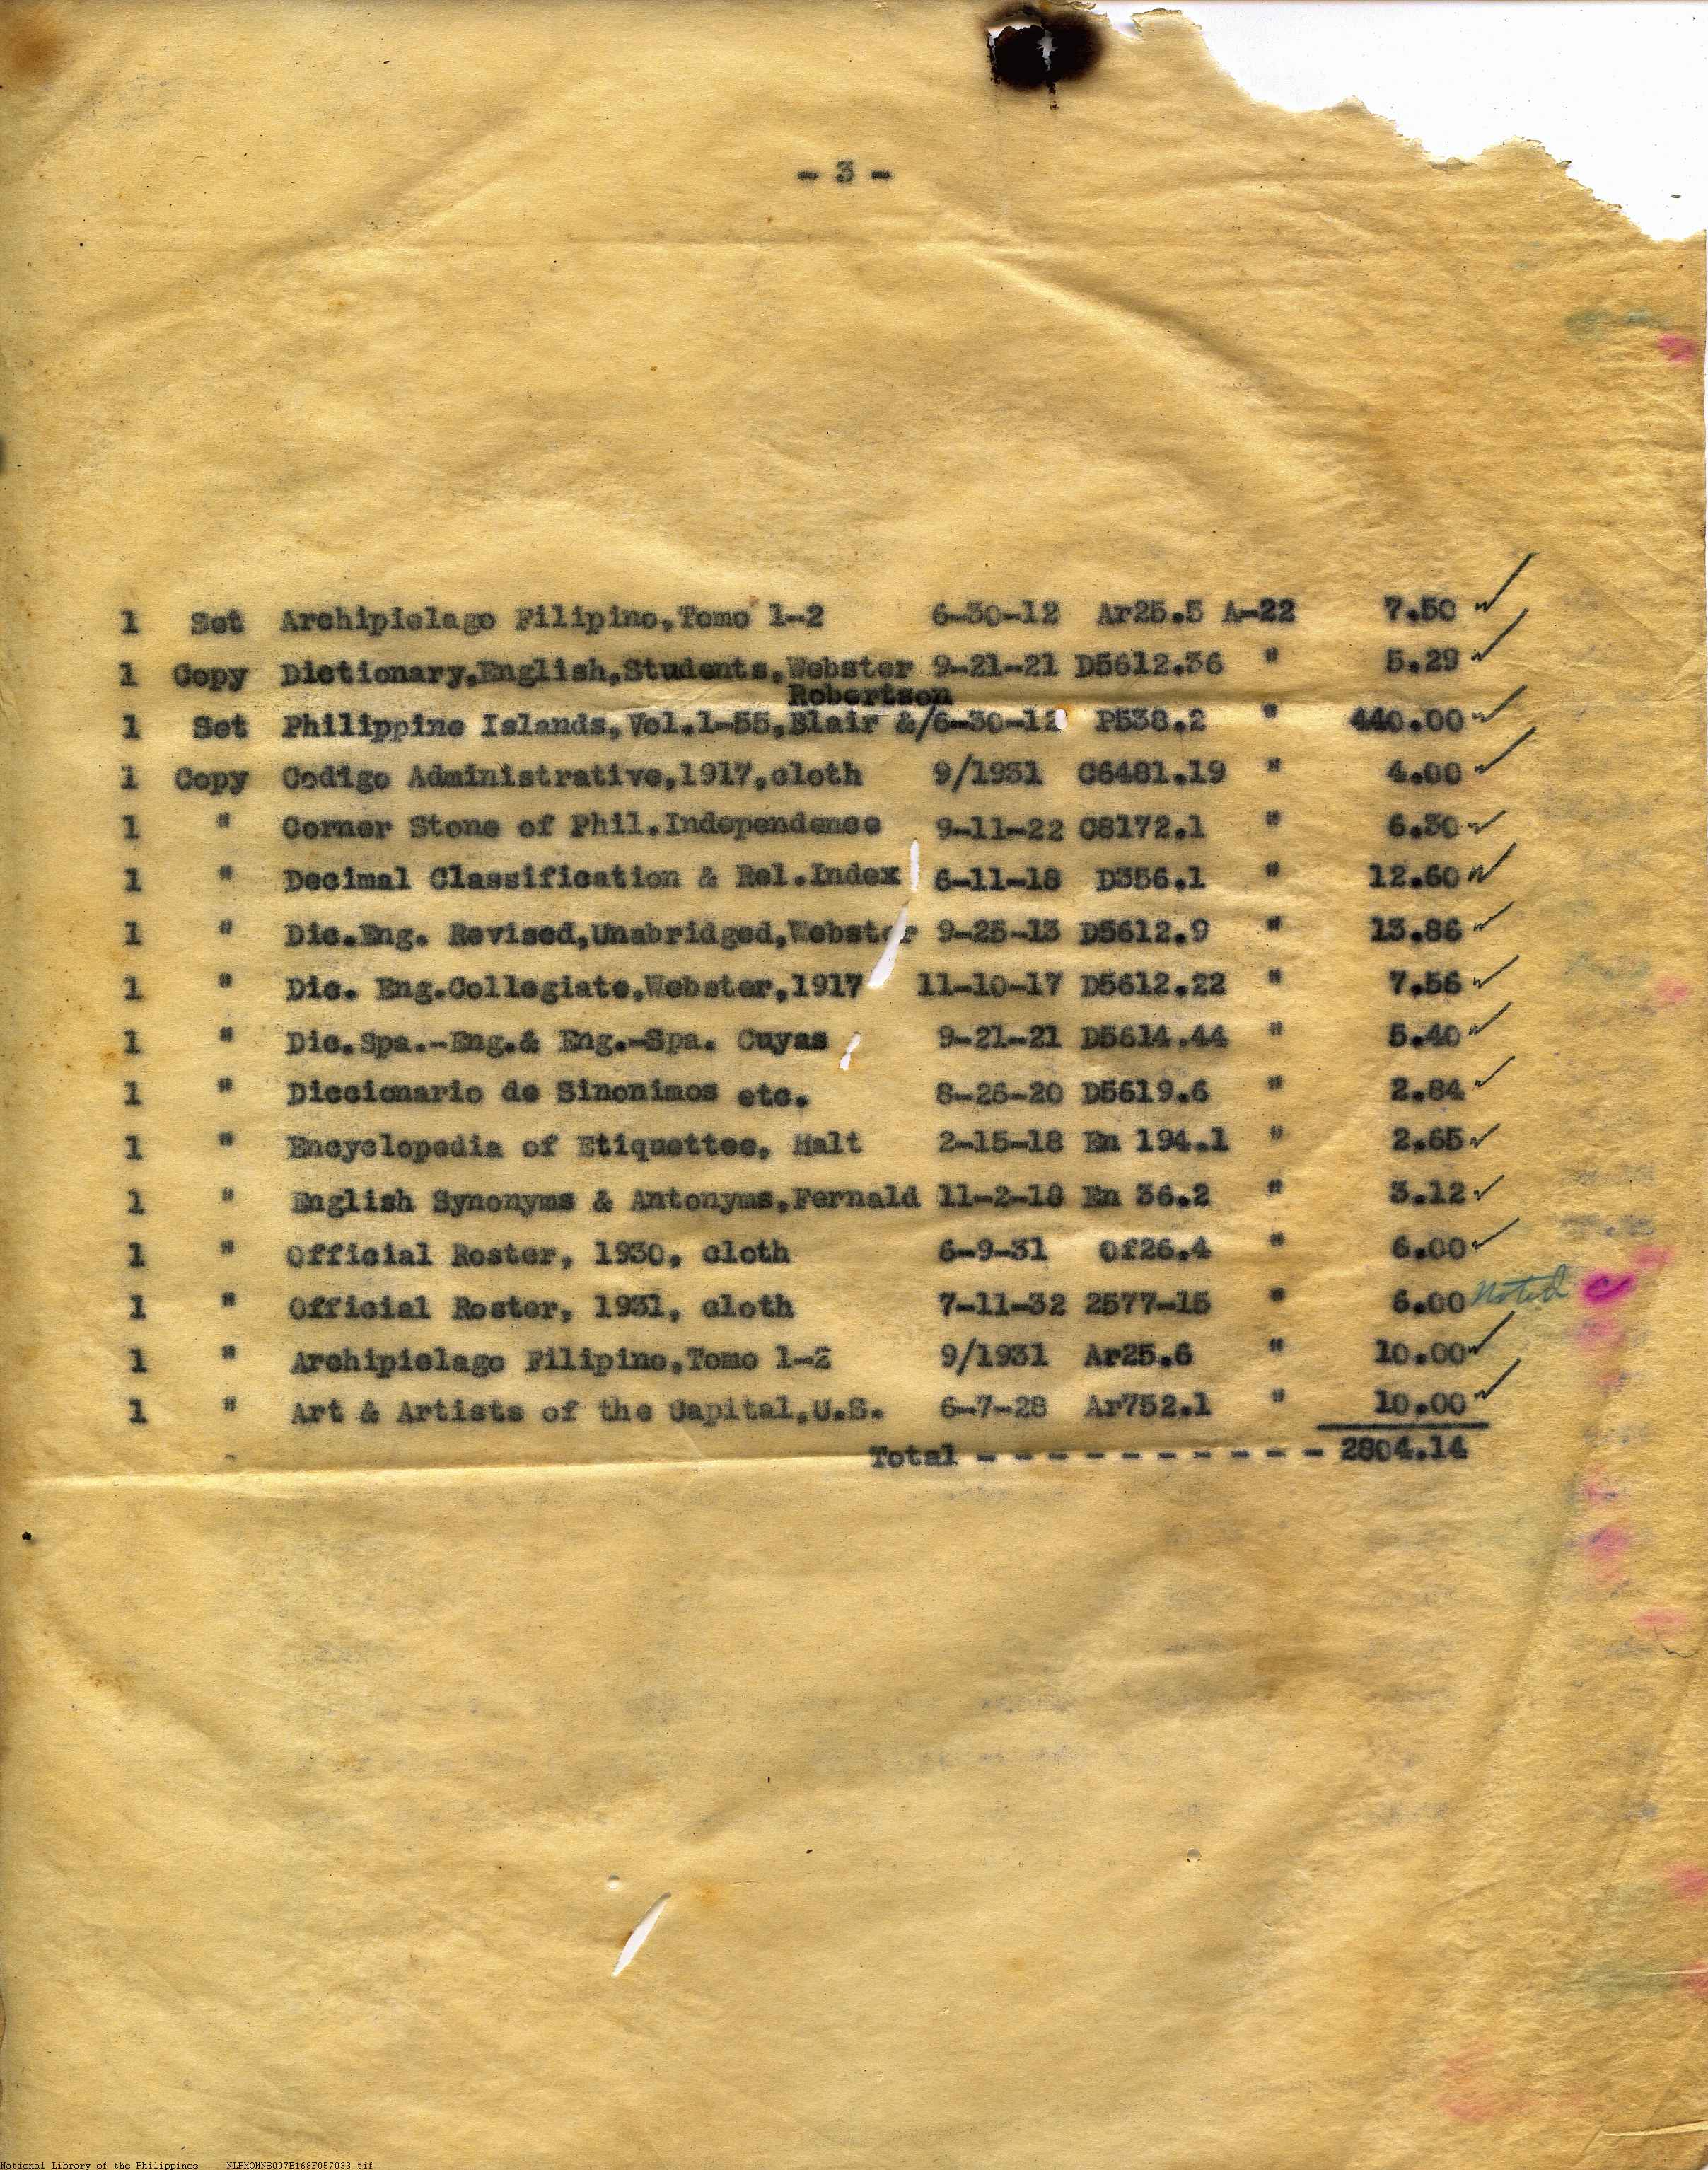 - 3 -
1 Set Archipielago Filipino,Tomo 1-2 6-30-12 Ar25.5 A-22 7.50 ✓
1 Copy Dictionary,English,Students,Webster 9-21-21 D5612.36 " 5.29 ✓
Robertson
1 Set Philippine Islands,Vol.1-55,Blair &/6-30-12 P538.2 " 440.00 ✓
1 Copy Codigo Administrative,1917,cloth 9/1931 C6481.19 " 4.00 ✓
1 " Corner Stone of Phil.Independence 9-11-22 C8172.1 " 6.30 ✓
1 " Decimal Classification & Rel.Index 6-11-18 D356.1 " 12.60 ✓
1 " Dic.Eng. Revised,Unabridged,Webster 9-25-13 D5612.9 " 13.86 ✓
1 " Dic. Eng.Collegiate,Webster,1917 11-10-17 D5612.22 " 7.56 ✓
1 " Dic.Spa.-Eng.& Eng.-Spa. Cuyas 9-21-21 D5614.44 " 5.40 ✓
1 " Diccionario de Sinonimos etc. 8-26-20 D5619.6 " 2.84 ✓
1 " Encyclopedia of Etiquettee, Halt 2-15-18 En 194.1 " 2.65 ✓
1 " English Synonyms & Antonyms,Fernald 11-2-18 En 36.2 " 3.12 ✓
1 " Official Roster, 1930, cloth 6-9-31 Of26.4 " 6.00 ✓
1 " Official Roster, 1931, cloth 7-11-32 2577-15 " 6.00 Noted
1 " Archipielago Filipino,Tomo 1-2 9/1931 Ar25.6 " 10.00 ✓
1 " Art & Artists of the Capital,U.S. 6-7-28 Ar752.1 " 10.00 ✓
Total - - - - - - - - - - 2804.14
National Library of the Philippines NLPMQMNS007B168F057033.tif